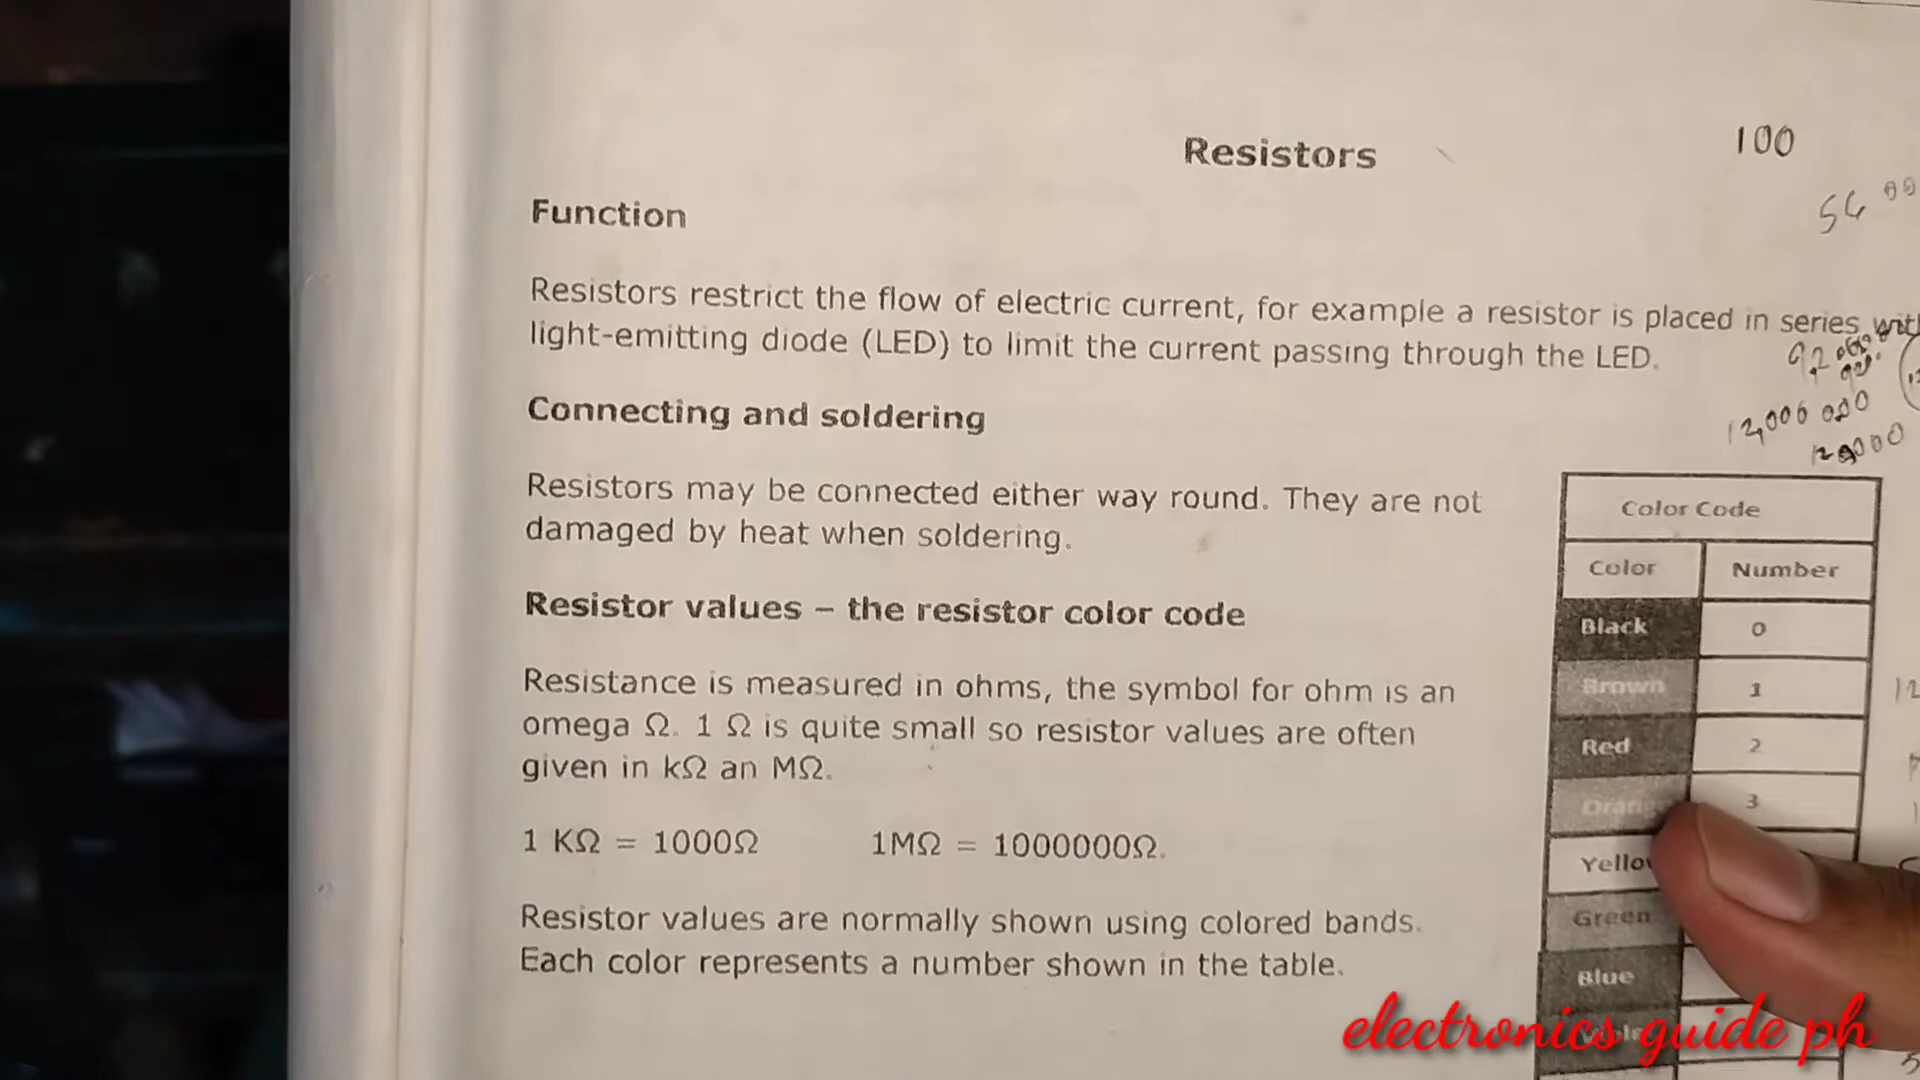 Resistors
100
Function
Resistors restrict the flow of electric current, for example a resistor is placed in series
light-emitting diode (LED) to limit the current passing through the LED.
12,000 000
Connecting and soldering
Resistors may be connected either way round. They are not
damaged by heat when soldering.
Resistor values – the resistor color code
Resistance is measured in ohms, the symbol for ohm is an
omega Ω. 1 Ω is quite small so resistor values are often
given in kΩ an MΩ.
1 KΩ = 1000Ω 1MΩ = 1000000Ω.
Resistor values are normally shown using colored bands.
Each color represents a number shown in the table.
Color Code
Color Number
Black 0
Brown 1
Red 2
3
Green
Blue
electronics guide ph